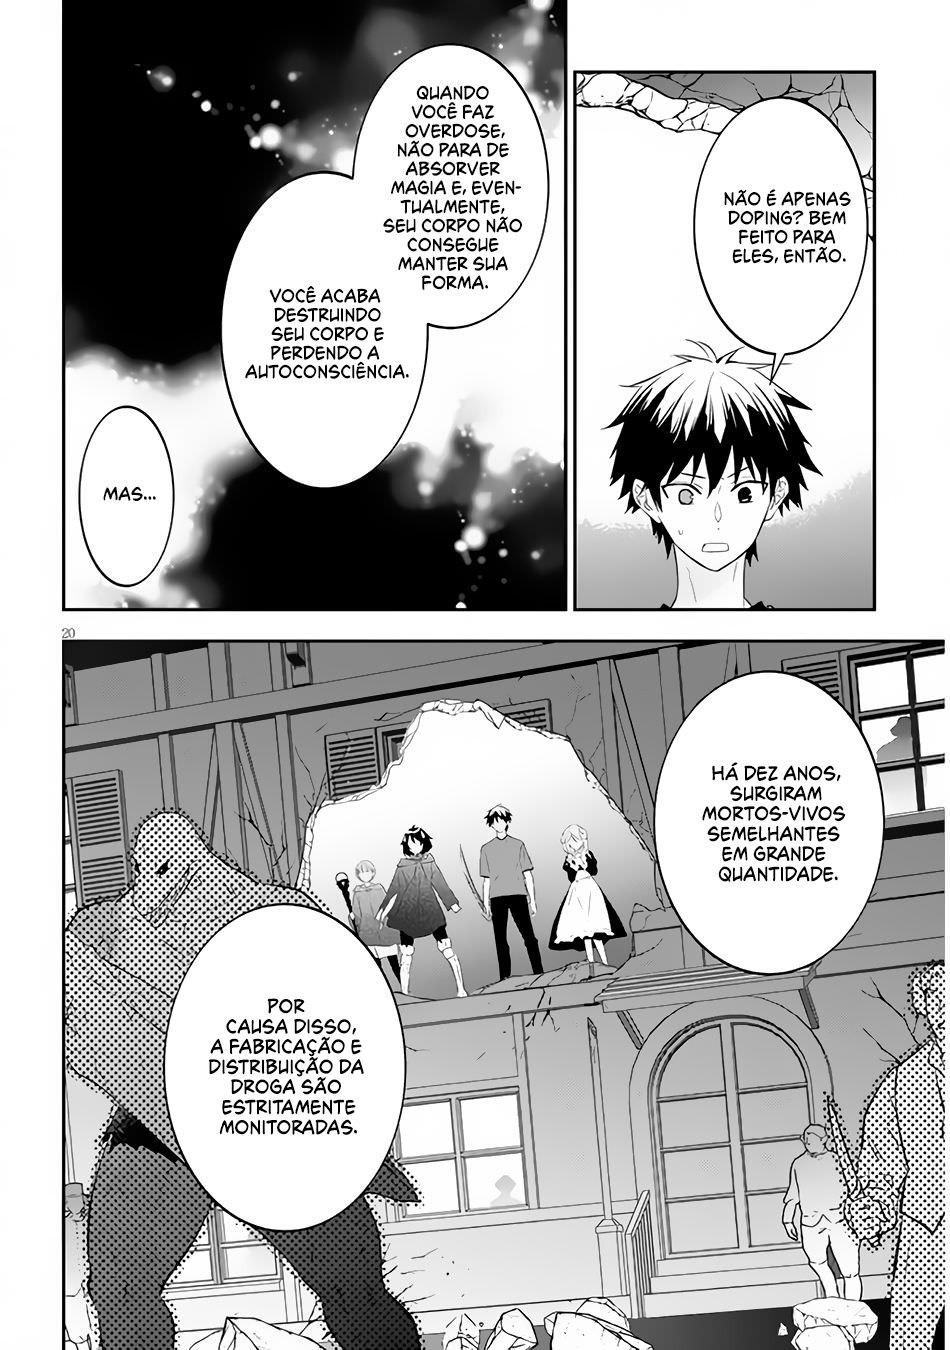 NÃO É APENAS
DOPING? BEM
FEITO PARA
ELES, ENTÃO.
QUANDO
VOCÊ FAZ
OVERDOSE,
NÃO PARA DE
ABSORVER
MAGIA E, EVEN-
TUALMENTE,
SEU CORPO NÃO
CONSEGUE
MANTER SUA
FORMA.
VOCÊ ACABA
DESTRUINDO
SEU CORPO E
PERDENDO A
AUTOCONSCIÊNCIA.
MAS...
20
HÁ DEZ ANOS,
SURGIRAM
MORTOS-VIVOS
SEMELHANTES
EM GRANDE
QUANTIDADE.
POR
CAUSA DISSO,
A FABRICAÇÃO E
DISTRIBUIÇÃO DA
DROGA SÃO
ESTRITAMENTE
MONITORADAS.